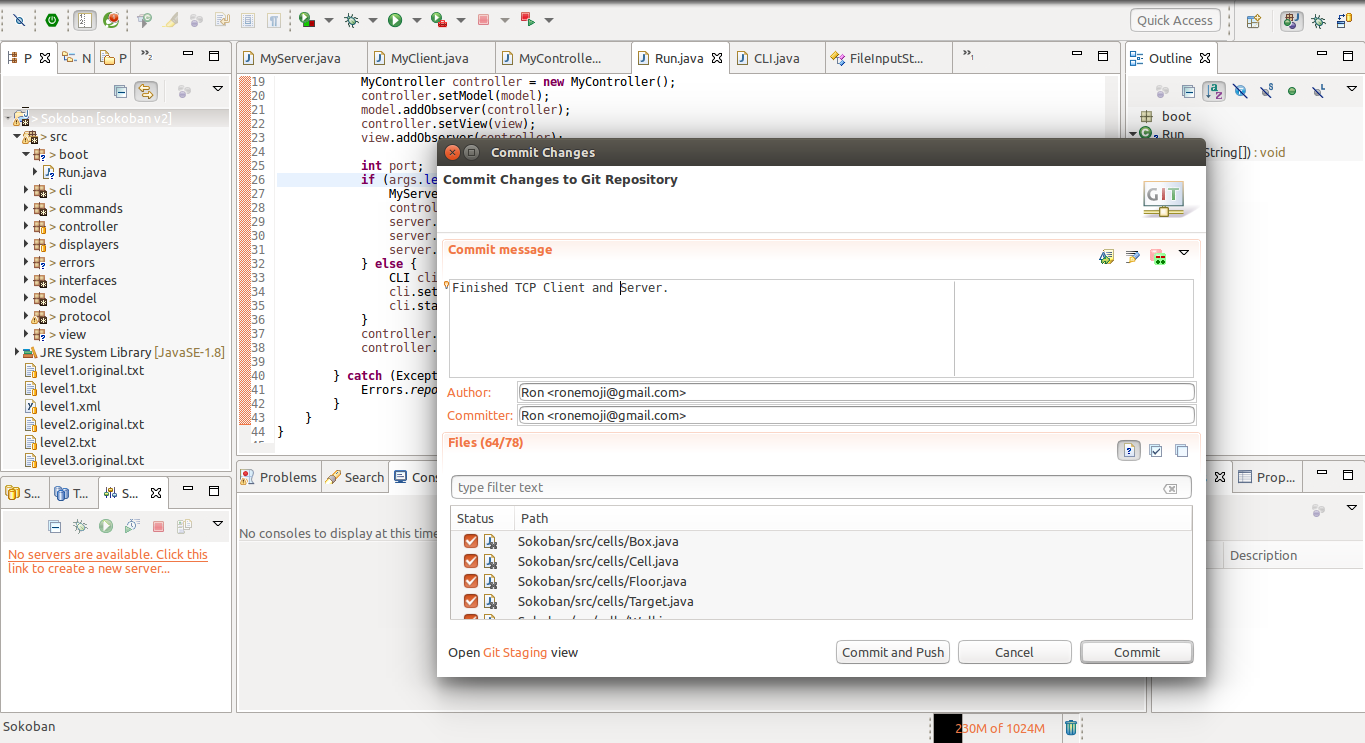 Quick Access
P
N
P
»2
MyServer.java
MyClient.java
MyControlle...
Run.java
CLI.java
FileInputSt...
»1
Outline
> Sokoban [sokoban v2]
> src
> boot
Run.java
> cli
> commands
> controller
> displayers
> errors
> interfaces
> model
> protocol
> view
JRE System Library [JavaSE-1.8]
level1.original.txt
level1.txt
level1.xml
level2.original.txt
level2.txt
level3.original.txt
19 MyController controller = new MyController();
20 controller.setModel(model);
21 model.addObserver(controller);
22 controller.setView(view);
23 view.addObserver(controller);
24
25 int port;
26 if (args.le
27 MyServe
28 control
29 server.
30 server.
31 server.
32 } else {
33 CLI cli
34 cli.set
35 cli.sta
36 }
37 controller.
38 controller.
39
40 } catch (Except
41 Errors.repo
42 }
43 }
44 }
boot
Run
String[]) : void
Commit Changes
Commit Changes to Git Repository
GIT
Commit message
Finished TCP Client and Server.
Author: Ron <ronemoji@gmail.com>
Committer: Ron <ronemoji@gmail.com>
Files (64/78)
type filter text
Status Path
Sokoban/src/cells/Box.java
Sokoban/src/cells/Cell.java
Sokoban/src/cells/Floor.java
Sokoban/src/cells/Target.java
Open Git Staging view
Commit and Push
Cancel
Commit
S...
T...
S...
No servers are available. Click this
link to create a new server...
Problems
Search
Con
No consoles to display at this time
Prop...
Description
Sokoban
230M of 1024M